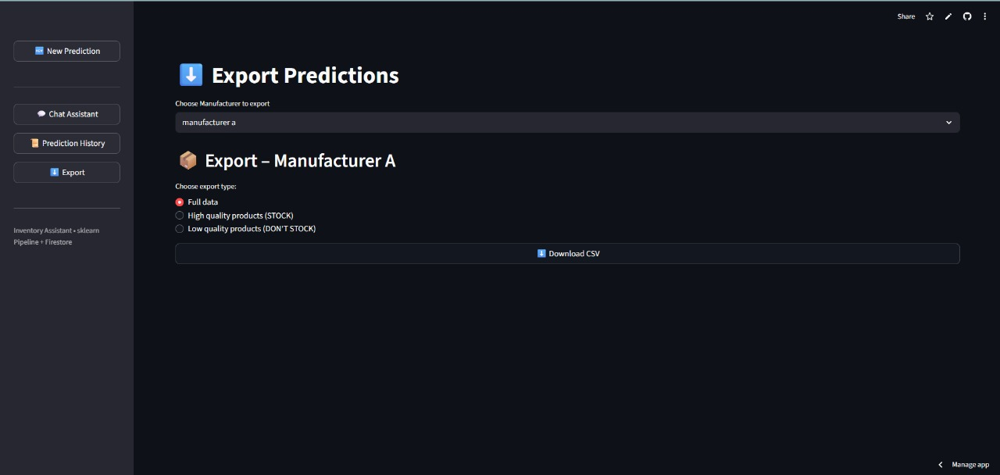 Share
New Prediction
Chat Assistant
Prediction History
Export
Inventory Assistant • sklearn
Pipeline + Firestore
Export Predictions
Choose Manufacturer to export
manufacturer a
Export – Manufacturer A
Choose export type:
Full data
High quality products (STOCK)
Low quality products (DON'T STOCK)
Download CSV
Manage app